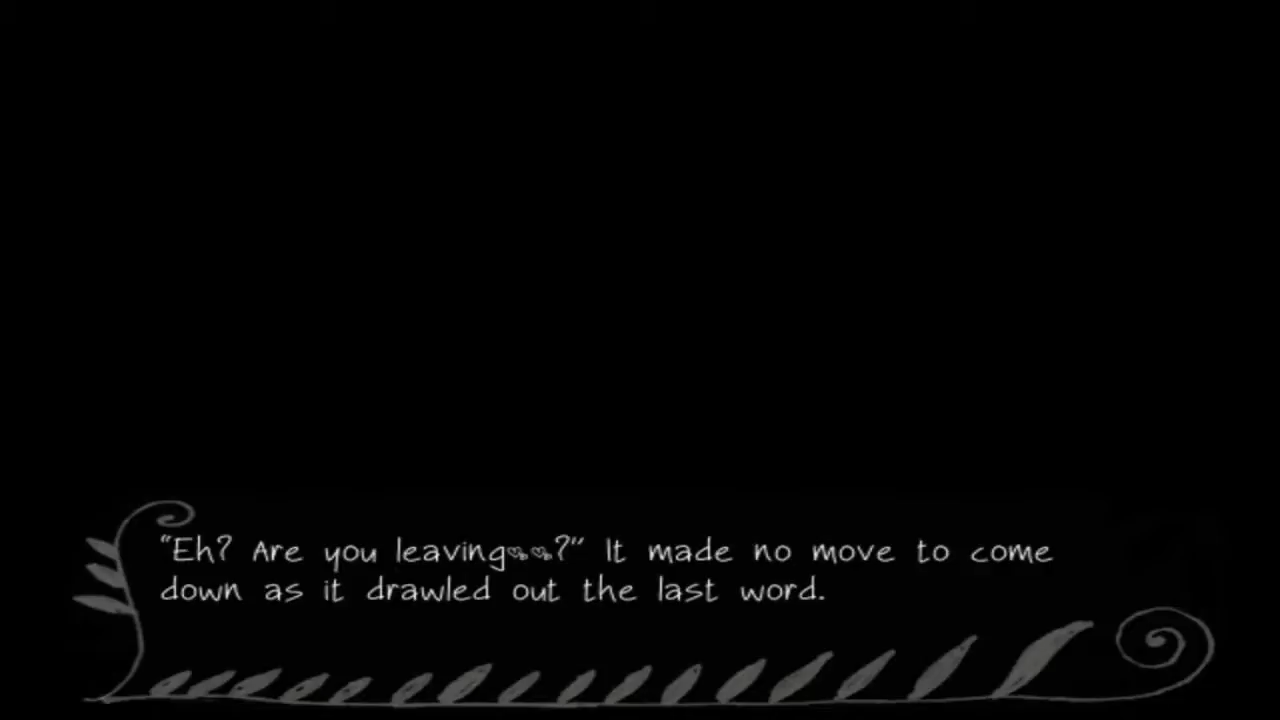 “Eh? Are you leaving~~?” It made no move to come
down as it drawled out the last word.